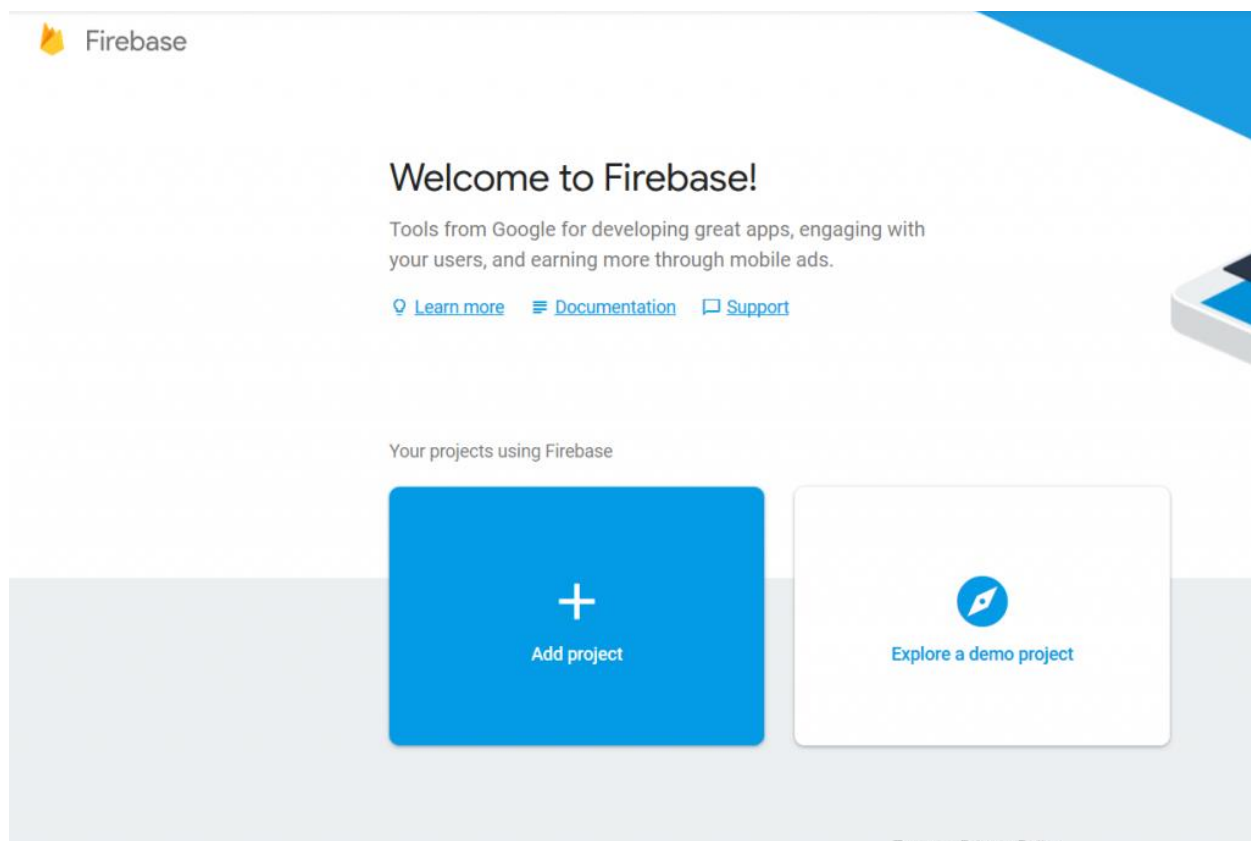 Firebase
Welcome to Firebase!
Tools from Google for developing great apps, engaging with
your users, and earning more through mobile ads.
Learn more Documentation Support
Your projects using Firebase
Add project
Explore a demo project